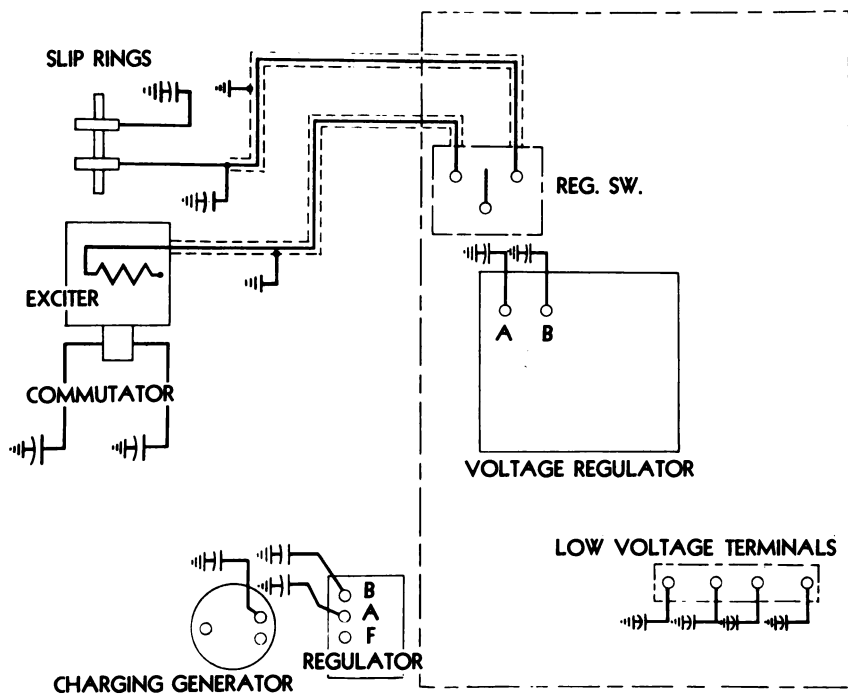 SLIP RINGS
REG. SW.
EXCITER
A B
COMMUTATOR
VOLTAGE REGULATOR
LOW VOLTAGE TERMINALS
B
A
F
REGULATOR
CHARGING GENERATOR